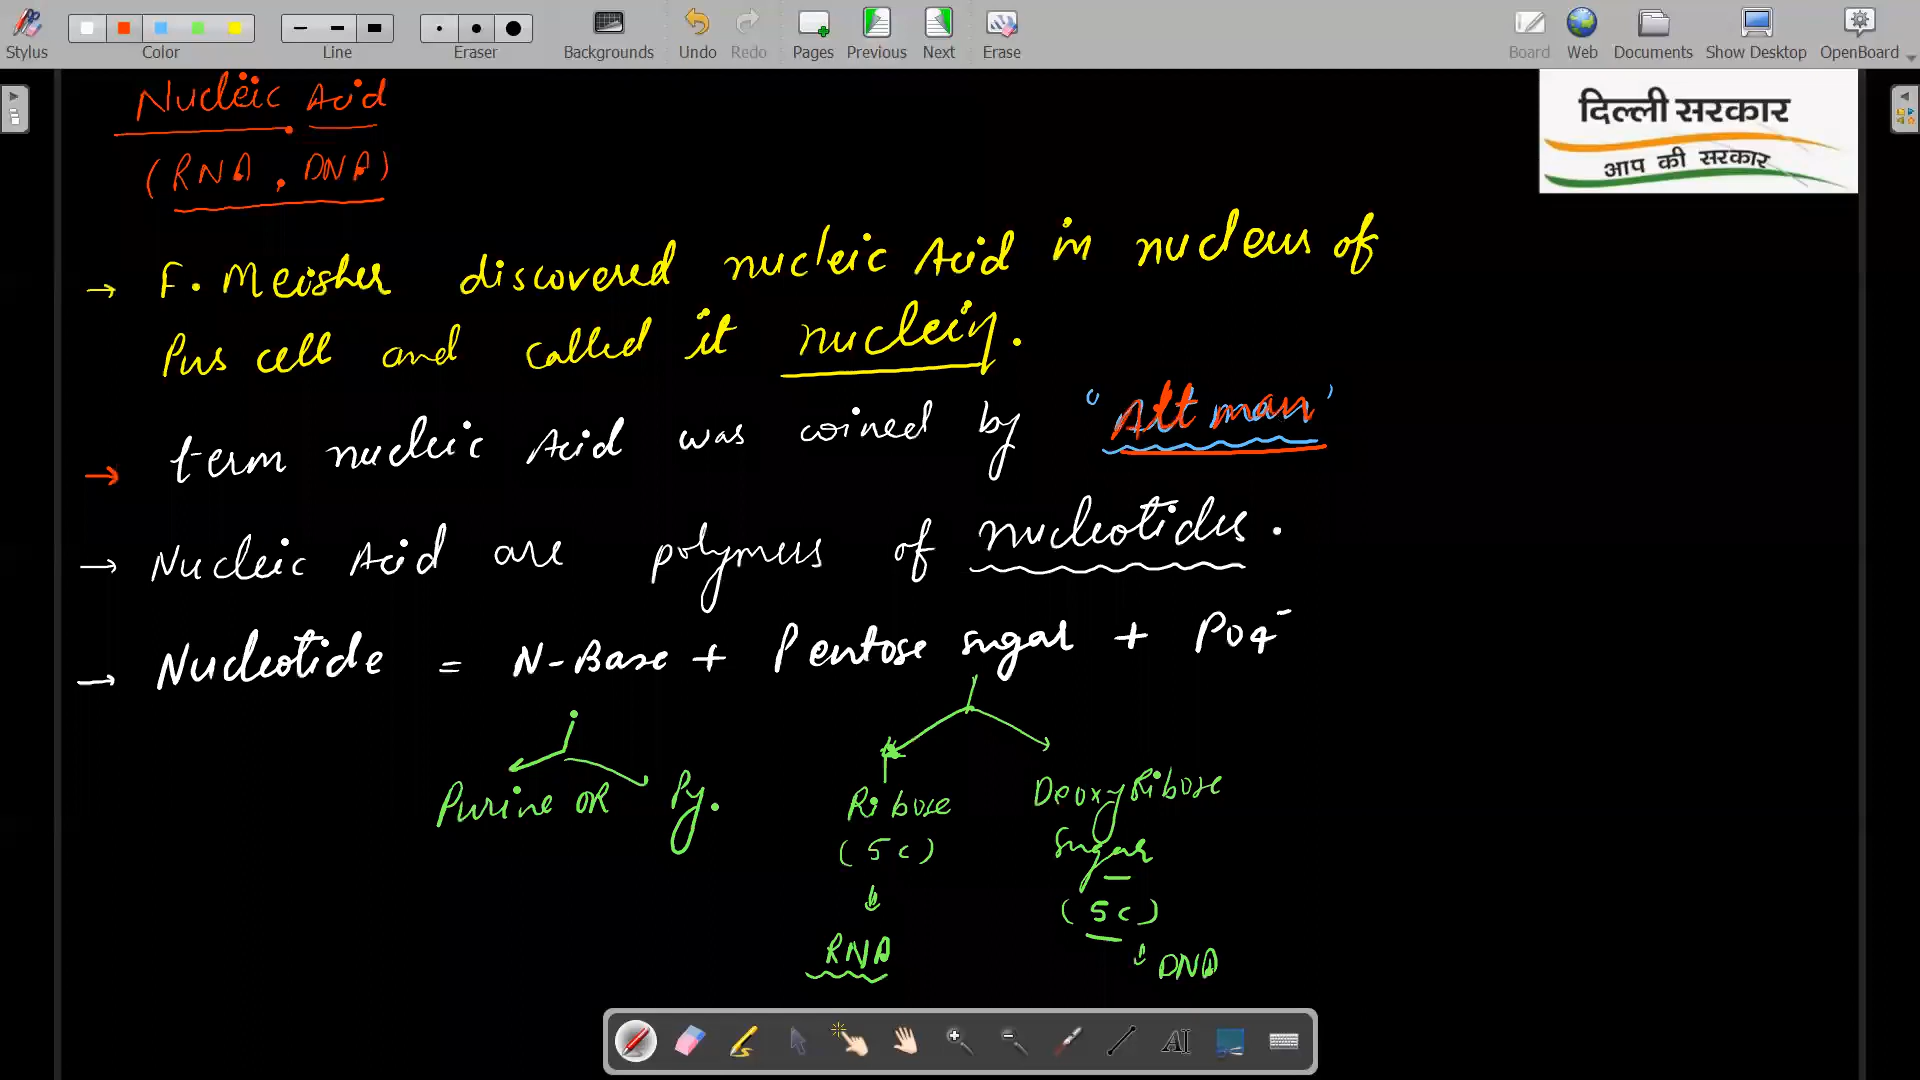 Stylus
Color
Line
Eraser
Backgrounds
Undo
Redo
Pages
Previous
Next
Erase
Board
Web
Documents
Show Desktop
OpenBoard
दिल्ली सरकार
आप की सरकार
Nucleic Acid
(RNA, DNA)
→ F. Meisher discovered nucleic Acid in nucleus of
Pus cell and called it nuclein.
→ term nucleic Acid was coined by 'Altman'
→ Nucleic Acid are polymers of nucleotides.
→ Nucleotide = N-Base + Pentose sugar + PO4-
Purine OR Py.
Ribose
(5C)
RNA
Deoxy Ribose
Sugar
(5C)
DNA
AI